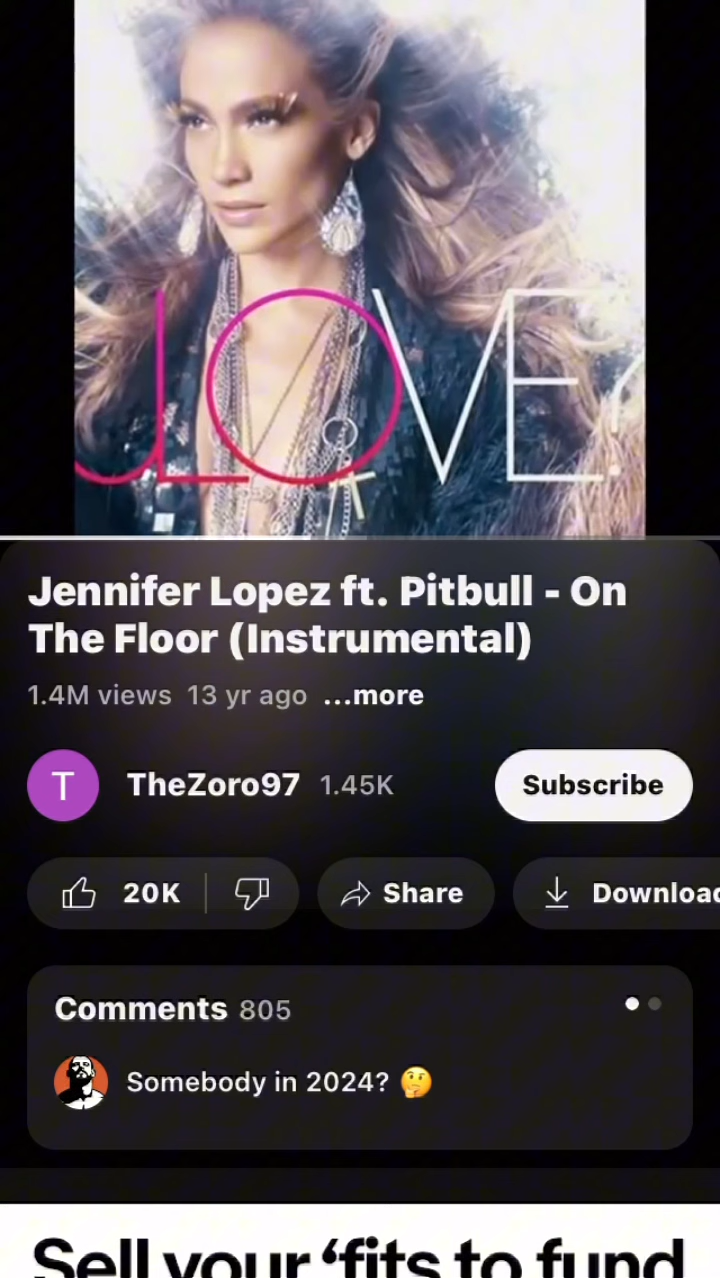 LOVE?
Jennifer Lopez ft. Pitbull - On
The Floor (Instrumental)
1.4M views 13 yr ago ...more
T TheZoro97 1.45K Subscribe
20K Share Download
Comments 805
Somebody in 2024? 🤔
Sell your ‘fits to fund